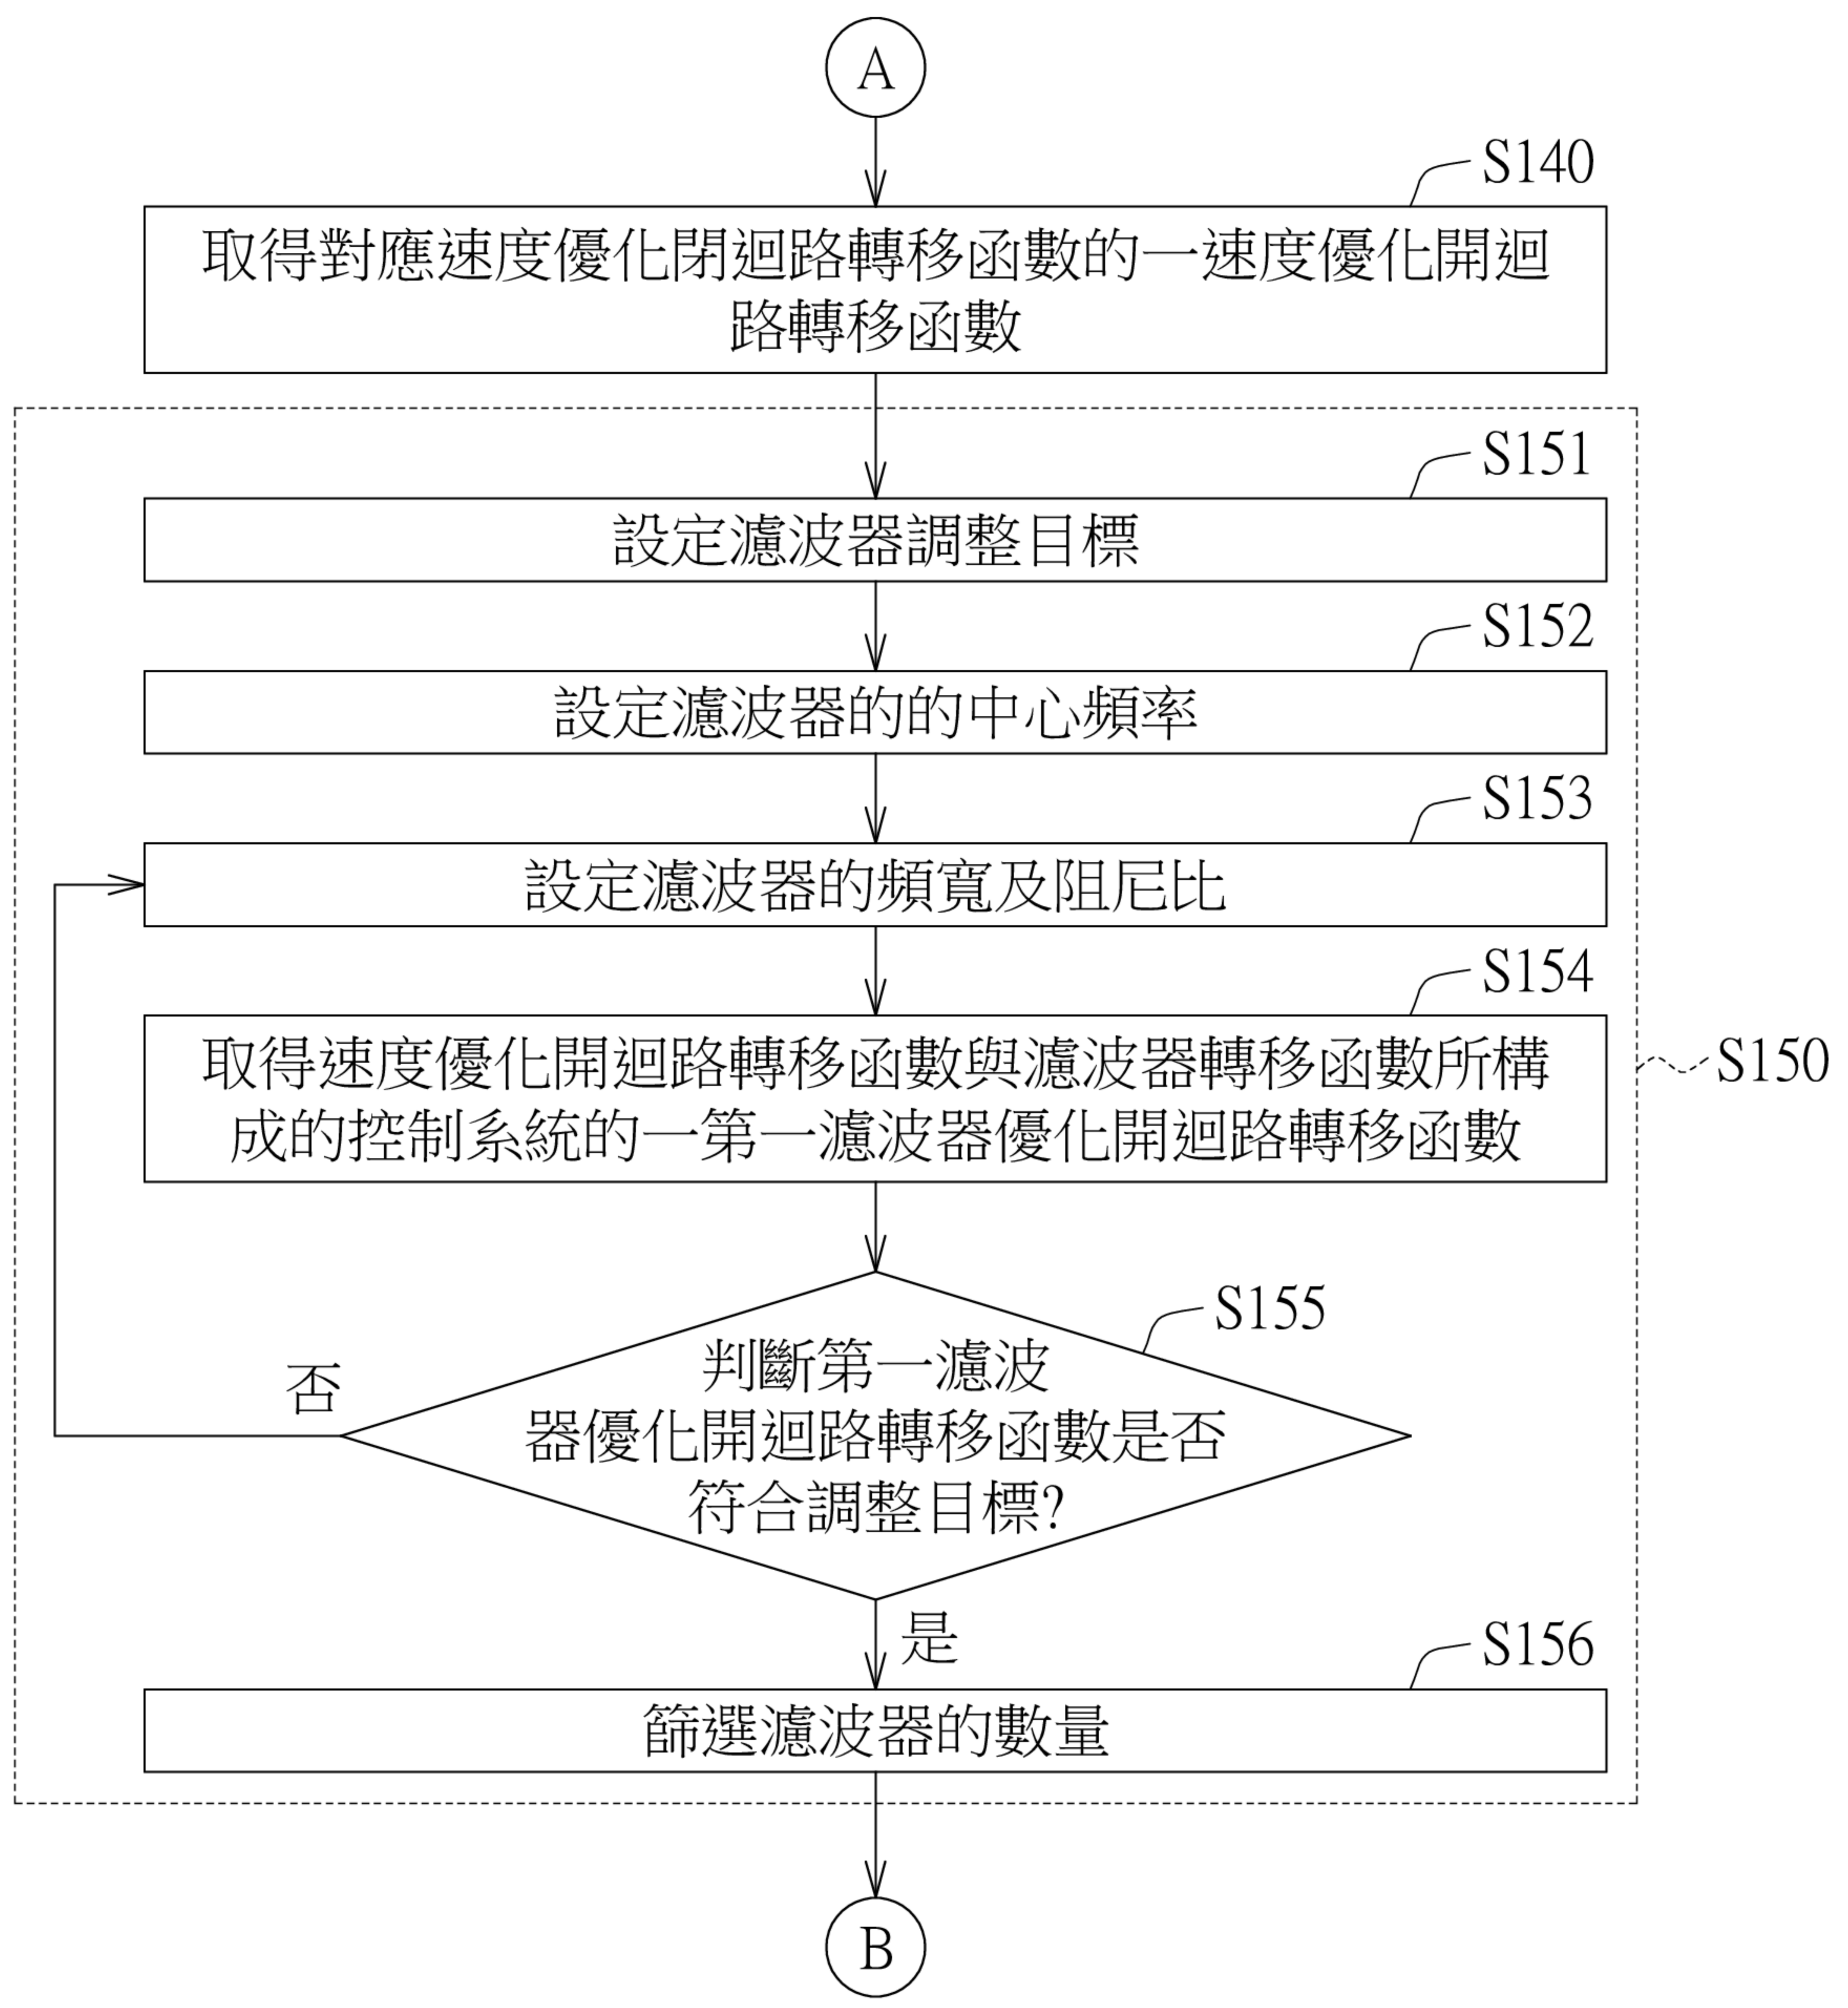 A
S140
取得對應速度優化閉迴路轉移函數的一速度優化開迴
路轉移函數
S151
設定濾波器調整目標
S152
設定濾波器的的中心頻率
S153
設定濾波器的頻寬及阻尼比
S154
取得速度優化開迴路轉移函數與濾波器轉移函數所構
成的控制系統的一第一濾波器優化開迴路轉移函數
S150
S155
判斷第一濾波
器優化開迴路轉移函數是否
符合調整目標?
否
是
S156
篩選濾波器的數量
B